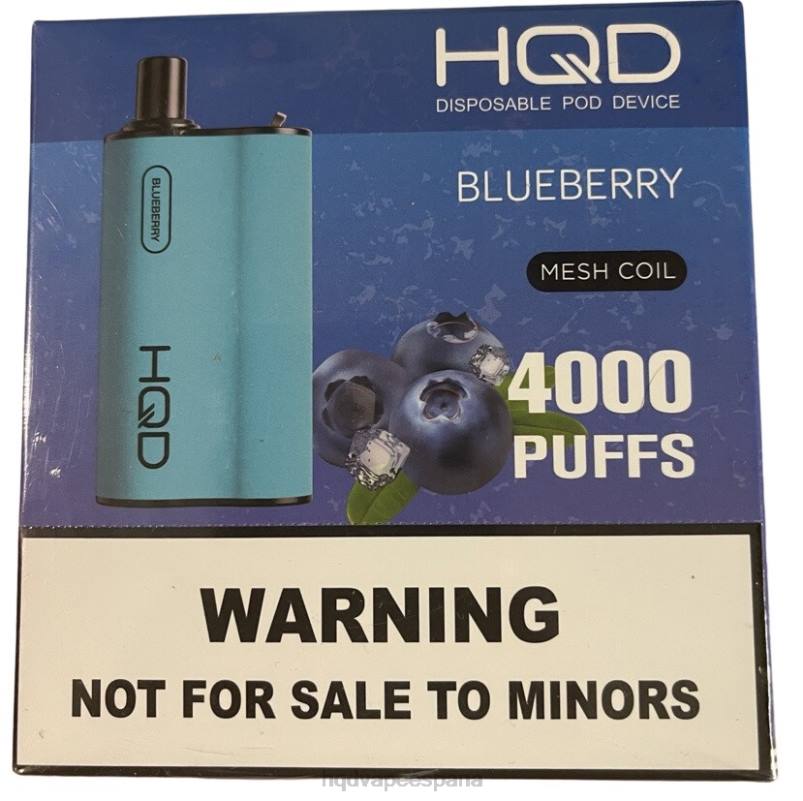 HQD
DISPOSABLE POD DEVICE
BLUEBERRY
BLUEBERRY
MESH COIL
HQD
4000
PUFFS
WARNING
NOT FOR SALE TO MINORS
hqdvapeespana